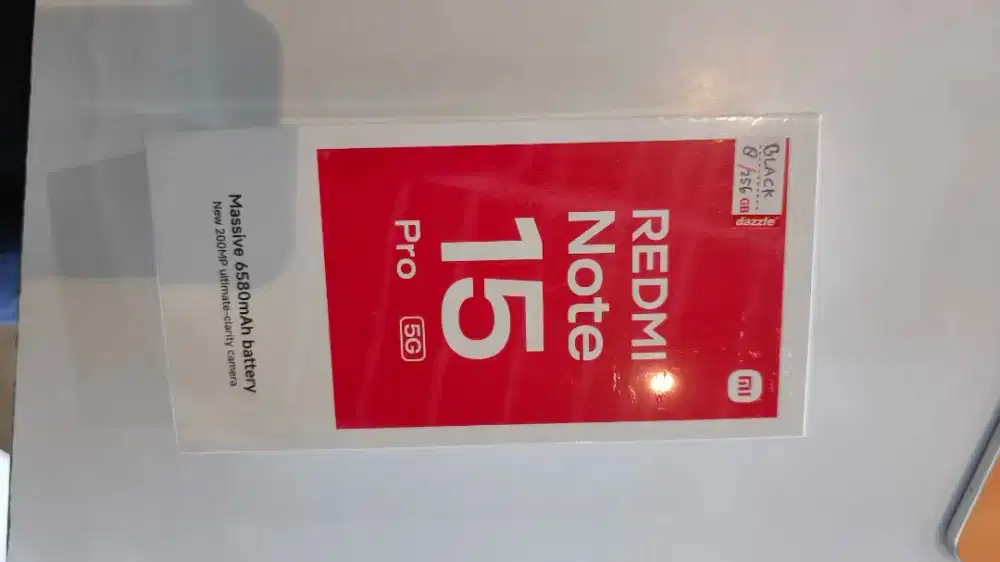 BLACK
8/256 GB
dazzle
mi
REDMI
Note
15
Pro 5G
Massive 6580mAh battery
New 200MP ultimate-clarity camera